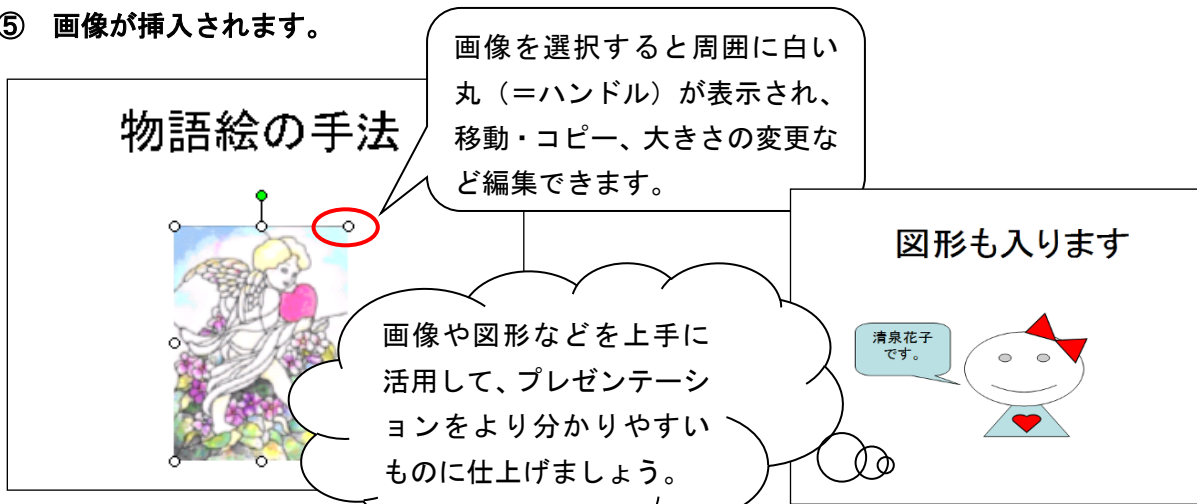 ⑤ 画像が挿入されます。
画像を選択すると周囲に白い
丸（＝ハンドル）が表示され、
移動・コピー、大きさの変更な
ど編集できます。
物語絵の手法
図形も入ります
清泉花子
です。
画像や図形などを上手に
活用して、プレゼンテーシ
ョンをより分かりやすい
ものに仕上げましょう。